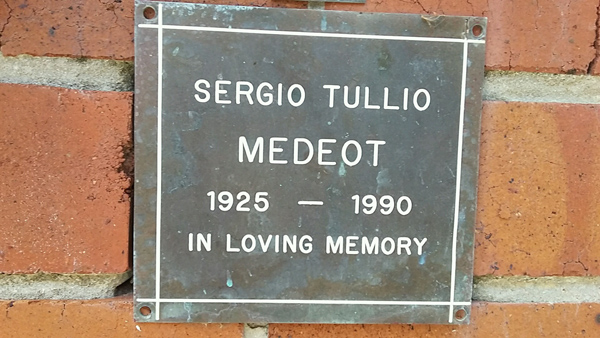 SERGIO TULLIO
MEDEOT
1925 — 1990
IN LOVING MEMORY